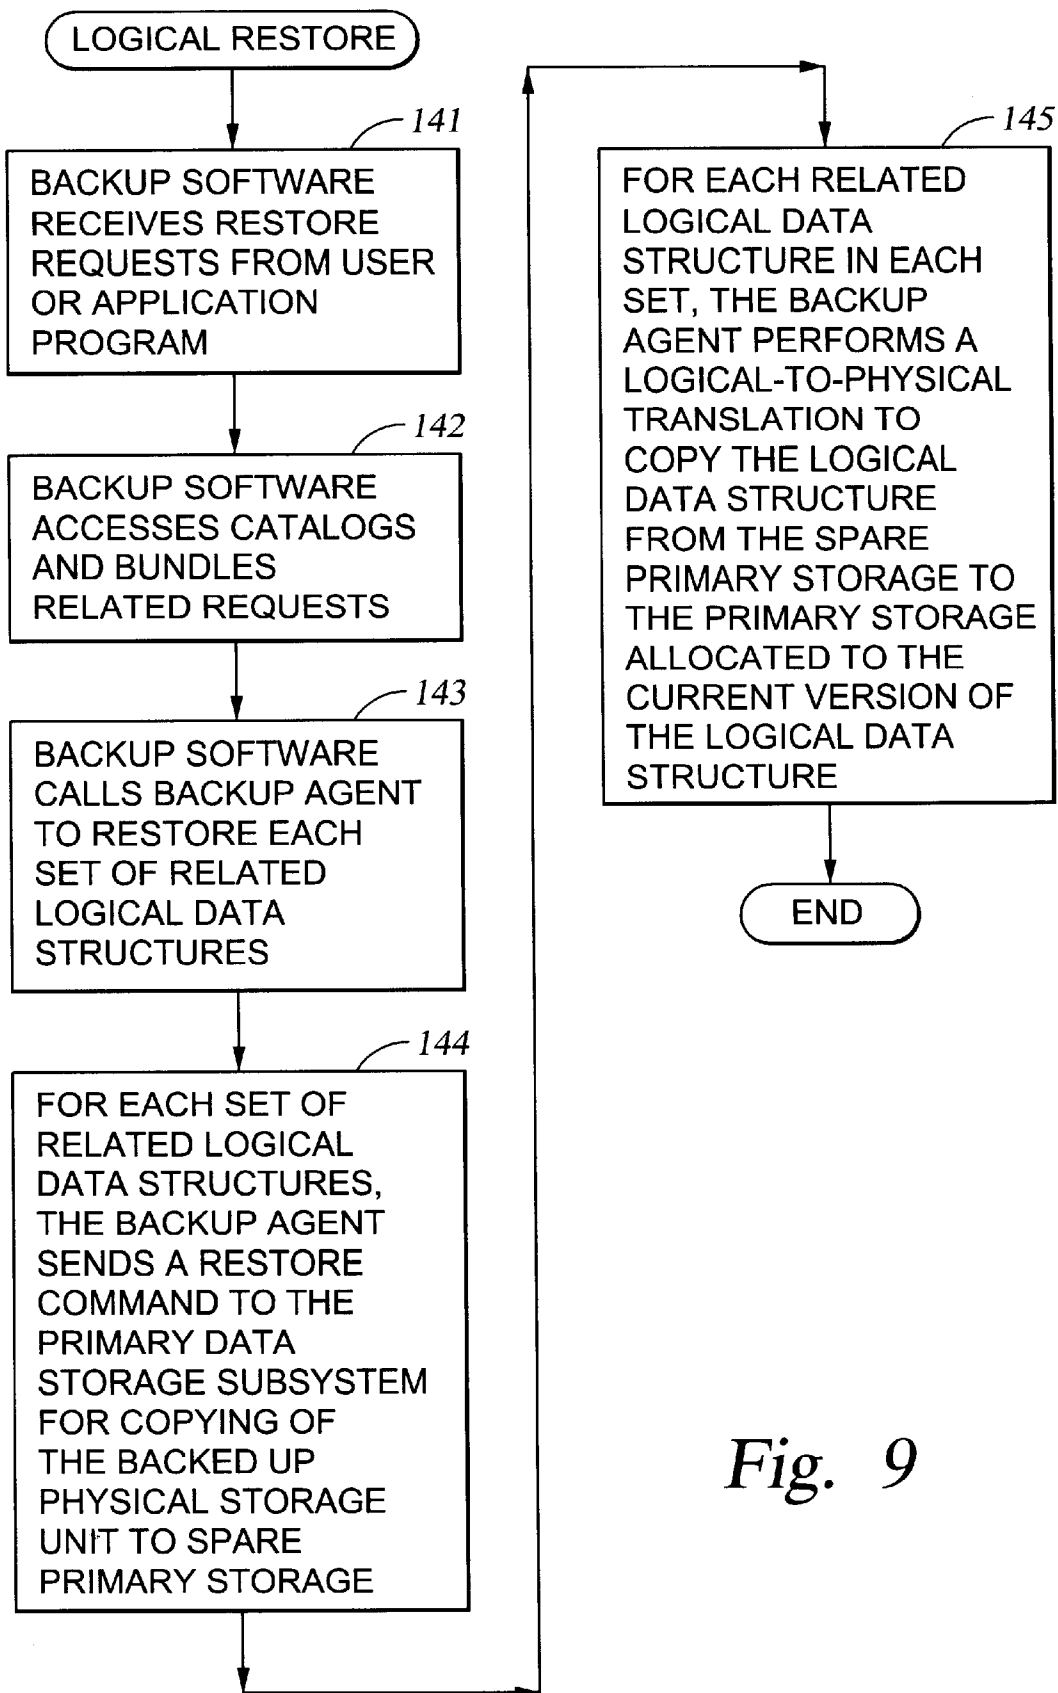 LOGICAL RESTORE
141
BACKUP SOFTWARE
RECEIVES RESTORE
REQUESTS FROM USER
OR APPLICATION
PROGRAM
142
BACKUP SOFTWARE
ACCESSES CATALOGS
AND BUNDLES
RELATED REQUESTS
143
BACKUP SOFTWARE
CALLS BACKUP AGENT
TO RESTORE EACH
SET OF RELATED
LOGICAL DATA
STRUCTURES
144
FOR EACH SET OF
RELATED LOGICAL
DATA STRUCTURES,
THE BACKUP AGENT
SENDS A RESTORE
COMMAND TO THE
PRIMARY DATA
STORAGE SUBSYSTEM
FOR COPYING OF
THE BACKED UP
PHYSICAL STORAGE
UNIT TO SPARE
PRIMARY STORAGE
145
FOR EACH RELATED
LOGICAL DATA
STRUCTURE IN EACH
SET, THE BACKUP
AGENT PERFORMS A
LOGICAL-TO-PHYSICAL
TRANSLATION TO
COPY THE LOGICAL
DATA STRUCTURE
FROM THE SPARE
PRIMARY STORAGE TO
THE PRIMARY STORAGE
ALLOCATED TO THE
CURRENT VERSION OF
THE LOGICAL DATA
STRUCTURE
END
Fig. 9